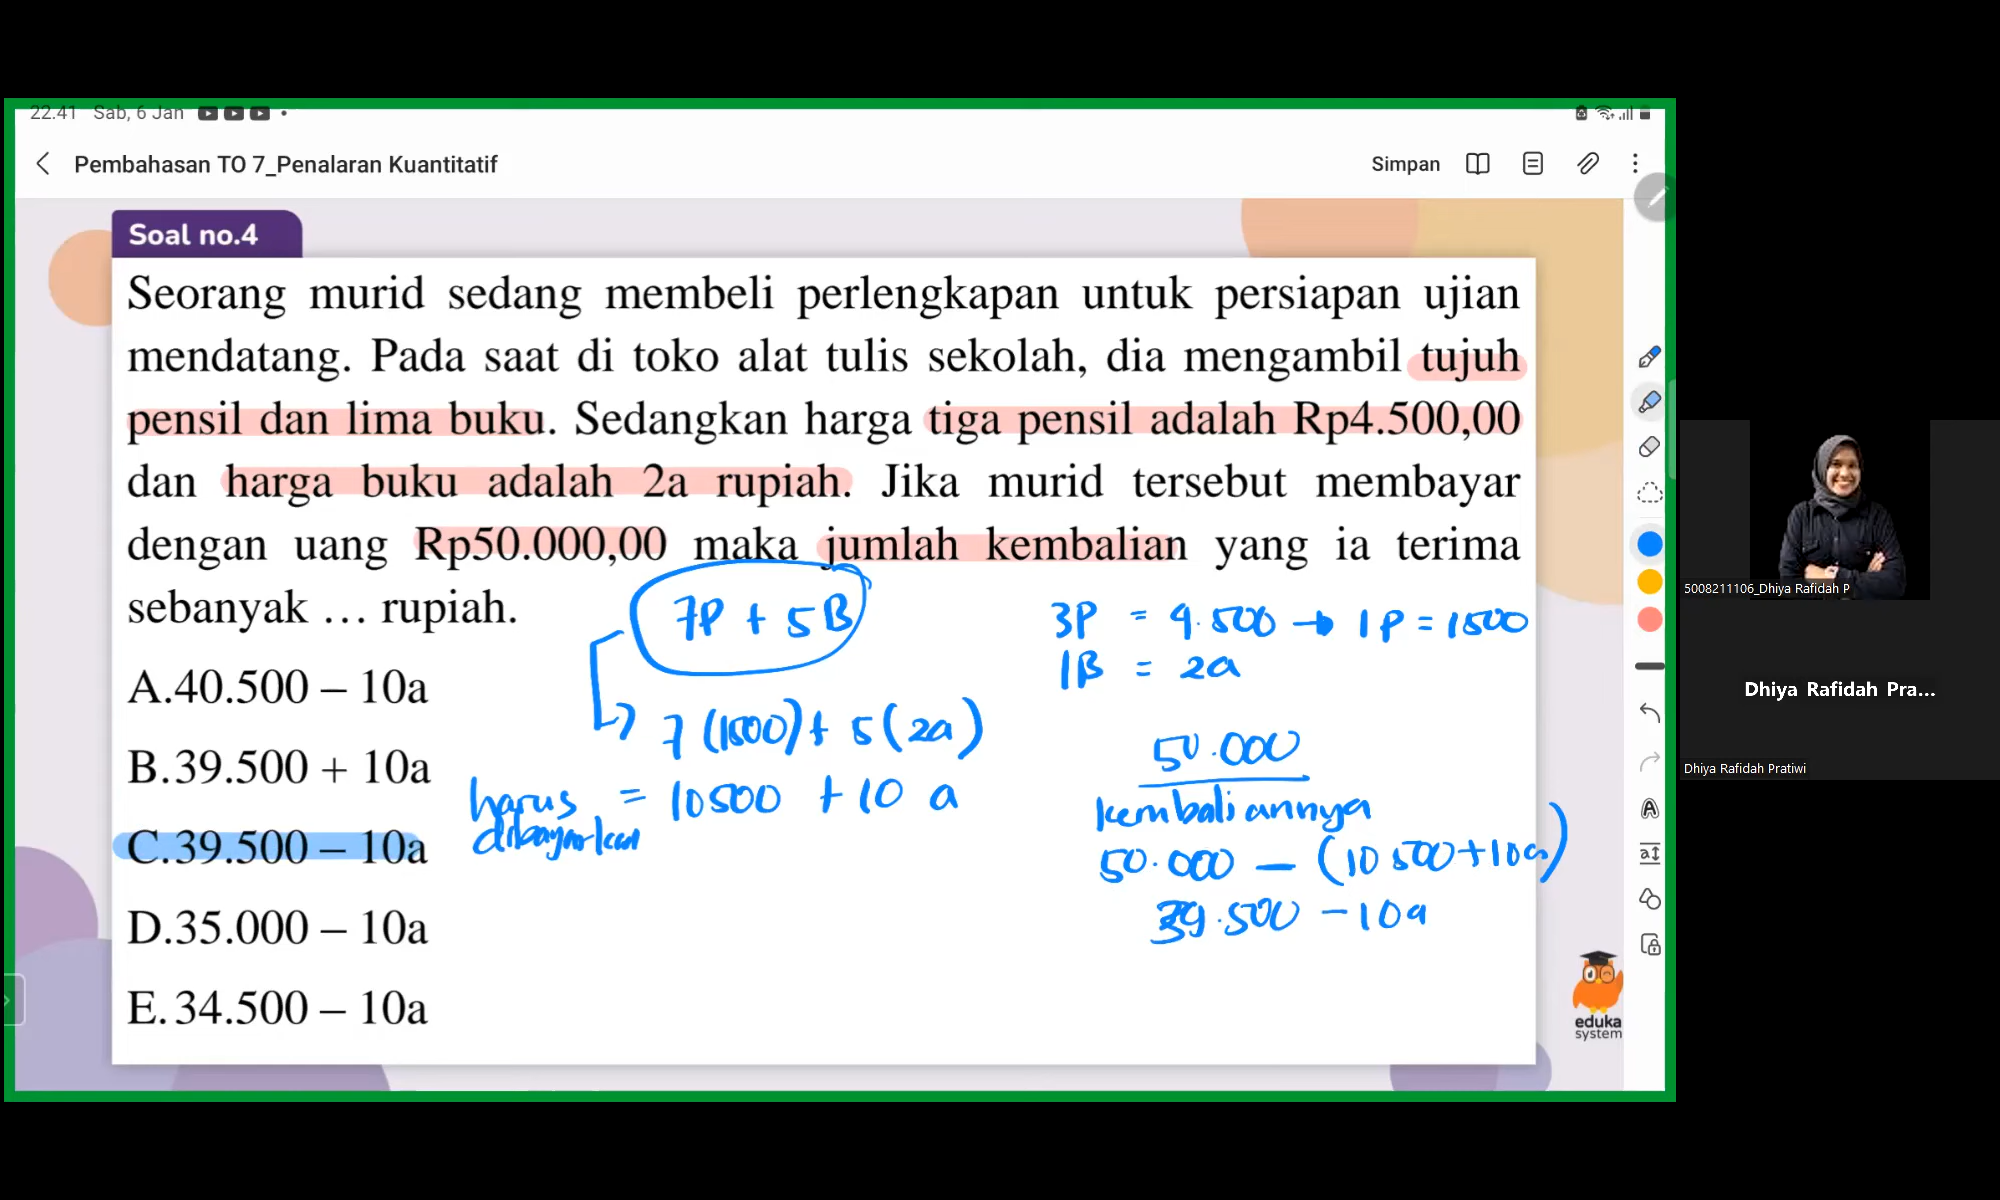 22.41 Sab, 6 Jan
Pembahasan TO 7_Penalaran Kuantitatif
Simpan
Soal no.4
Seorang murid sedang membeli perlengkapan untuk persiapan ujian
mendatang. Pada saat di toko alat tulis sekolah, dia mengambil tujuh
pensil dan lima buku. Sedangkan harga tiga pensil adalah Rp4.500,00
dan harga buku adalah 2a rupiah. Jika murid tersebut membayar
dengan uang Rp50.000,00 maka jumlah kembalian yang ia terima
sebanyak … rupiah.
A.40.500 – 10a
B.39.500 + 10a
C.39.500 – 10a
D.35.000 – 10a
E.34.500 – 10a
7P + 5B
7 (1500) + 5 (2a)
harus dibayarkan = 10500 + 10 a
3P = 4.500 → 1P = 1500
1B = 2a
50.000
kembaliannya
50.000 – (10500+10a)
39.500 – 10a
eduka
system
5008211106_Dhiya Rafidah P
Dhiya Rafidah Pra...
Dhiya Rafidah Pratiwi